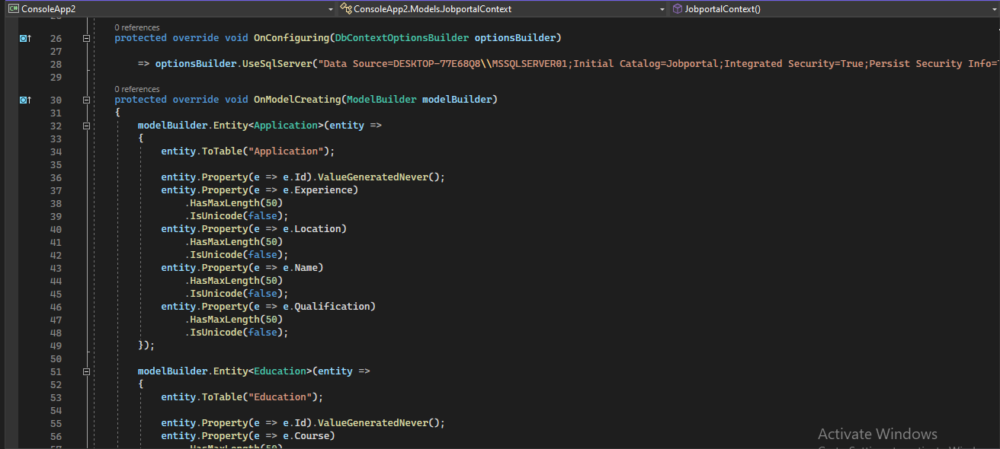 C# ConsoleApp2 ConsoleApp2.Models.JobportalContext JobportalContext()
0 references
26 protected override void OnConfiguring(DbContextOptionsBuilder optionsBuilder)
27
28 => optionsBuilder.UseSqlServer("Data Source=DESKTOP-77E68Q8\\MSSQLSERVER01;Initial Catalog=Jobportal;Integrated Security=True;Persist Security Info=
29
0 references
30 protected override void OnModelCreating(ModelBuilder modelBuilder)
31 {
32 modelBuilder.Entity<Application>(entity =>
33 {
34 entity.ToTable("Application");
35
36 entity.Property(e => e.Id).ValueGeneratedNever();
37 entity.Property(e => e.Experience)
38 .HasMaxLength(50)
39 .IsUnicode(false);
40 entity.Property(e => e.Location)
41 .HasMaxLength(50)
42 .IsUnicode(false);
43 entity.Property(e => e.Name)
44 .HasMaxLength(50)
45 .IsUnicode(false);
46 entity.Property(e => e.Qualification)
47 .HasMaxLength(50)
48 .IsUnicode(false);
49 });
50
51 modelBuilder.Entity<Education>(entity =>
52 {
53 entity.ToTable("Education");
54
55 entity.Property(e => e.Id).ValueGeneratedNever();
56 entity.Property(e => e.Course)
57 .HasMaxLength(50)
Activate Windows